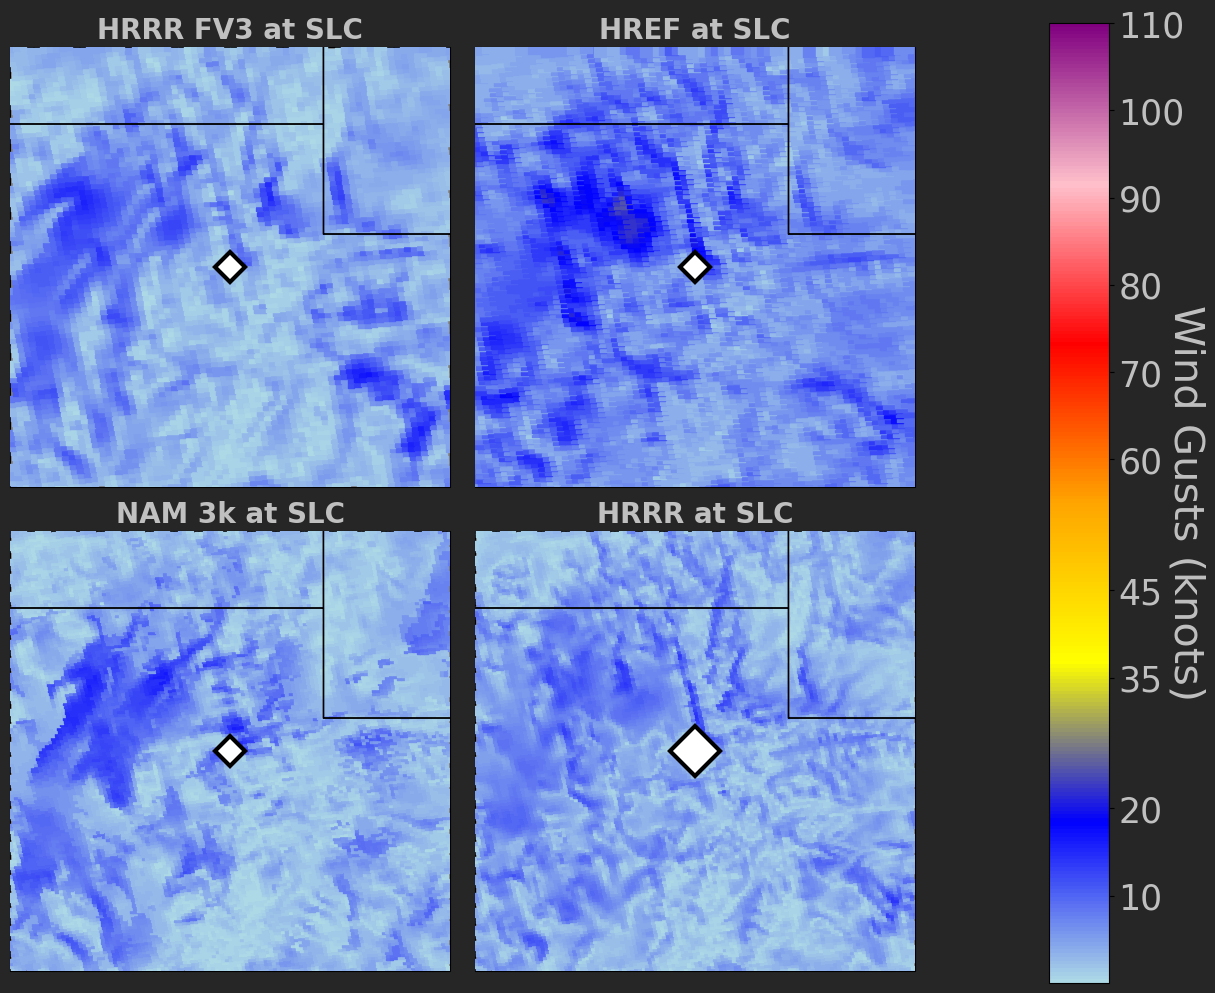 HRRR FV3 at SLC
HREF at SLC
NAM 3k at SLC
HRRR at SLC
110
100
90
80
70
60
45
35
20
10
Wind Gusts (knots)